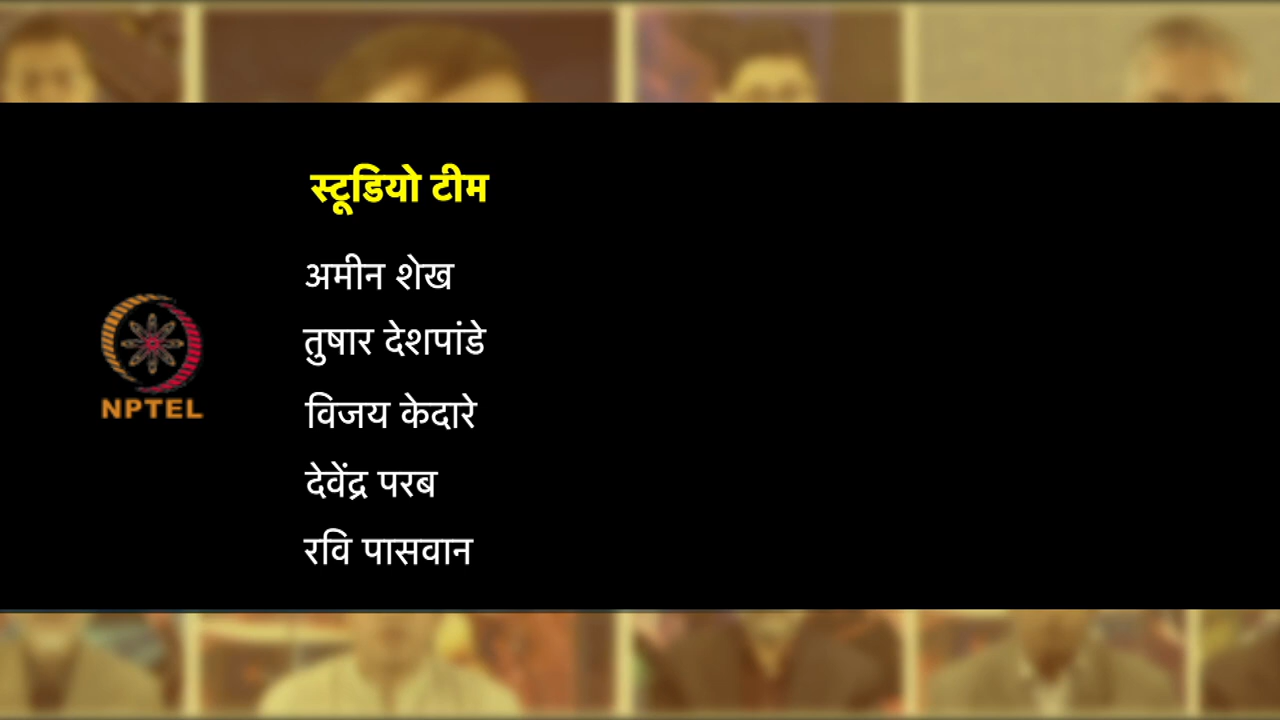 स्टूडियो टीम
अमीन शेख
तुषार देशपांडे
विजय केदारे
देवेंद्र परब
रवि पासवान
NPTEL